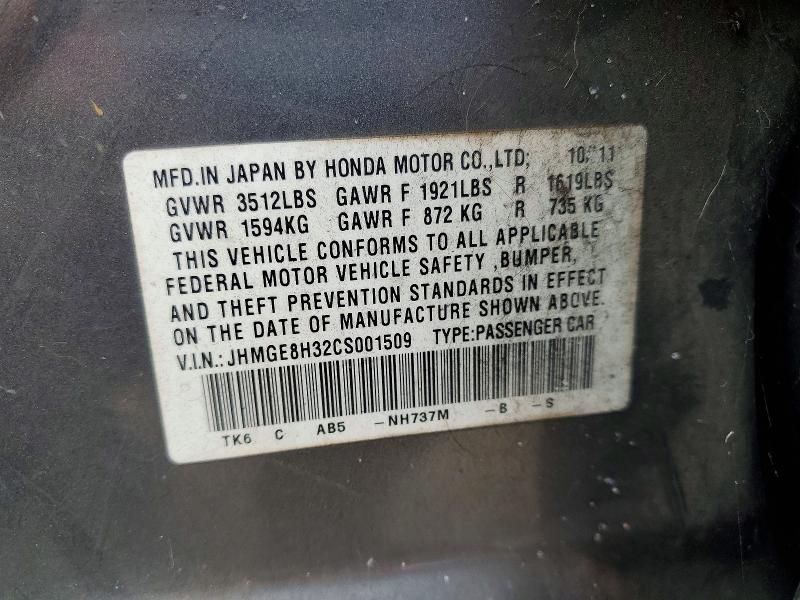 MFD.IN JAPAN BY HONDA MOTOR CO.,LTD; 10/11
GVWR 3512LBS GAWR F 1921LBS R 1619LBS
GVWR 1594KG GAWR F 872 KG R 735 KG
THIS VEHICLE CONFORMS TO ALL APPLICABLE
FEDERAL MOTOR VEHICLE SAFETY ,BUMPER,
AND THEFT PREVENTION STANDARDS IN EFFECT
ON THE DATE OF MANUFACTURE SHOWN ABOVE.
V.I.N.: JHMGE8H32CS001509 TYPE:PASSENGER CAR
TK6 C AB5 -NH737M -B -S